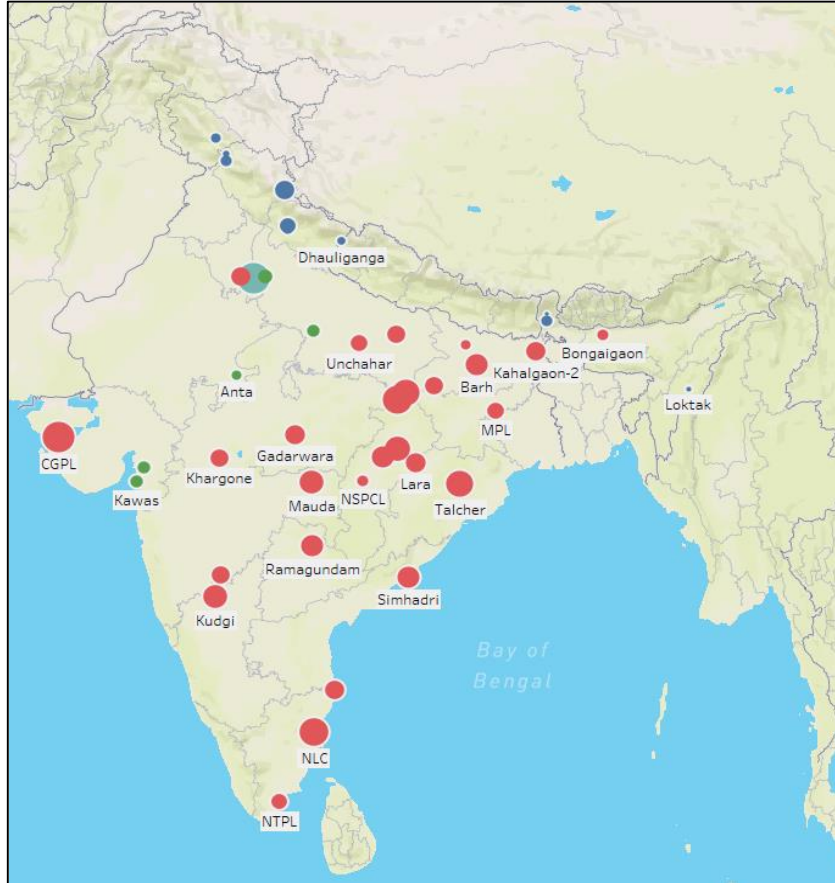 Dhauliganga
Unchahar
Bongaigaon
Kahalgaon-2
Barh
Anta
Loktak
MPL
CGPL
Gadarwara
Khargone
Lara
Kawas
Mauda
NSPCL
Talcher
Ramagundam
Simhadri
Kudgi
Bay of
Bengal
NLC
NTPL